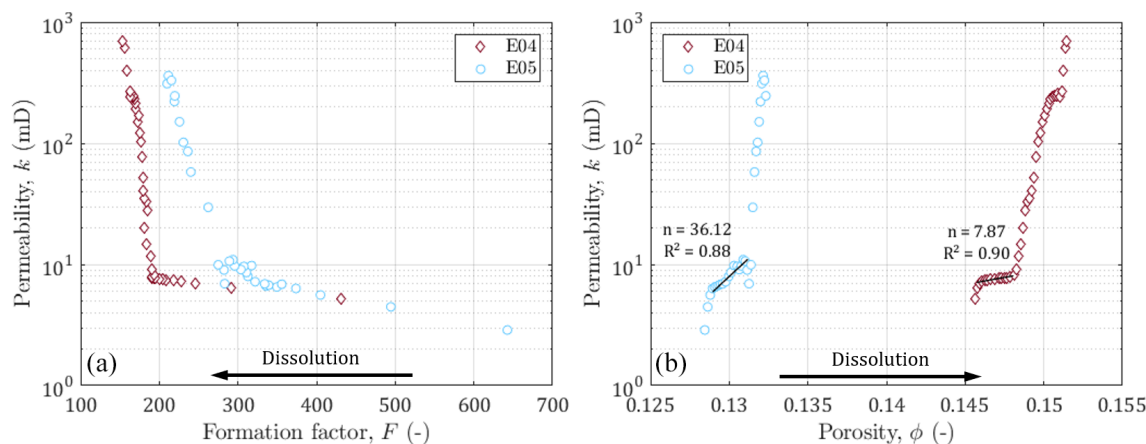 10³
10²
10¹
10⁰
Permeability, k (mD)
E04
E05
(a)
Dissolution
100 200 300 400 500 600 700
Formation factor, F (-)
10³
10²
10¹
10⁰
Permeability, k (mD)
E04
E05
n = 36.12
R² = 0.88
n = 7.87
R² = 0.90
(b)
Dissolution
0.125 0.13 0.135 0.14 0.145 0.15 0.155
Porosity, ϕ (-)